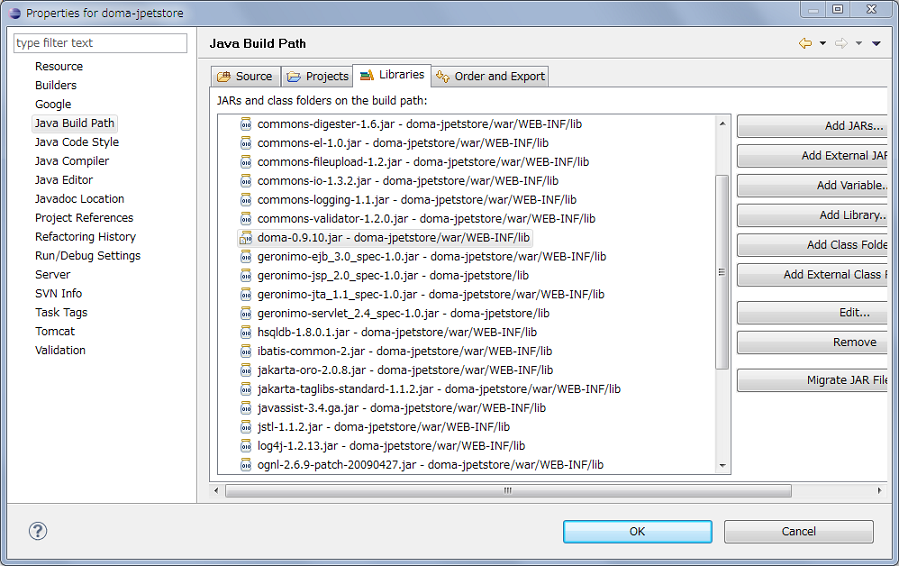 Properties for doma-jpetstore
type filter text
Resource
Builders
Google
Java Build Path
Java Code Style
Java Compiler
Java Editor
Javadoc Location
Project References
Refactoring History
Run/Debug Settings
Server
SVN Info
Task Tags
Tomcat
Validation
Java Build Path
Source
Projects
Libraries
Order and Export
JARs and class folders on the build path:
commons-digester-1.6.jar - doma-jpetstore/war/WEB-INF/lib
commons-el-1.0.jar - doma-jpetstore/war/WEB-INF/lib
commons-fileupload-1.2.jar - doma-jpetstore/war/WEB-INF/lib
commons-io-1.3.2.jar - doma-jpetstore/war/WEB-INF/lib
commons-logging-1.1.jar - doma-jpetstore/war/WEB-INF/lib
commons-validator-1.2.0.jar - doma-jpetstore/war/WEB-INF/lib
doma-0.9.10.jar - doma-jpetstore/war/WEB-INF/lib
geronimo-ejb_3.0_spec-1.0.jar - doma-jpetstore/war/WEB-INF/lib
geronimo-jsp_2.0_spec-1.0.jar - doma-jpetstore/lib
geronimo-jta_1.1_spec-1.0.jar - doma-jpetstore/war/WEB-INF/lib
geronimo-servlet_2.4_spec-1.0.jar - doma-jpetstore/lib
hsqldb-1.8.0.1.jar - doma-jpetstore/war/WEB-INF/lib
ibatis-common-2.jar - doma-jpetstore/war/WEB-INF/lib
jakarta-oro-2.0.8.jar - doma-jpetstore/war/WEB-INF/lib
jakarta-taglibs-standard-1.1.2.jar - doma-jpetstore/war/WEB-INF/lib
javassist-3.4.ga.jar - doma-jpetstore/war/WEB-INF/lib
jstl-1.1.2.jar - doma-jpetstore/war/WEB-INF/lib
log4j-1.2.13.jar - doma-jpetstore/war/WEB-INF/lib
ognl-2.6.9-patch-20090427.jar - doma-jpetstore/war/WEB-INF/lib
Add JARs...
Add External JAR
Add Variable..
Add Library..
Add Class Folde
Add External Class F
Edit...
Remove
Migrate JAR File
OK
Cancel